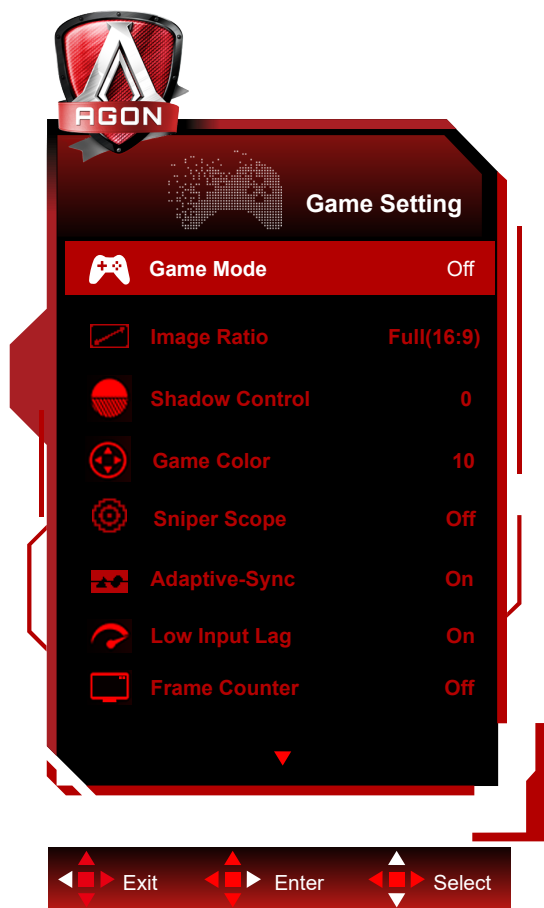 AGON
Game Setting
Game Mode Off
Image Ratio Full(16:9)
Shadow Control 0
Game Color 10
Sniper Scope Off
Adaptive-Sync On
Low Input Lag On
Frame Counter Off
Exit Enter Select